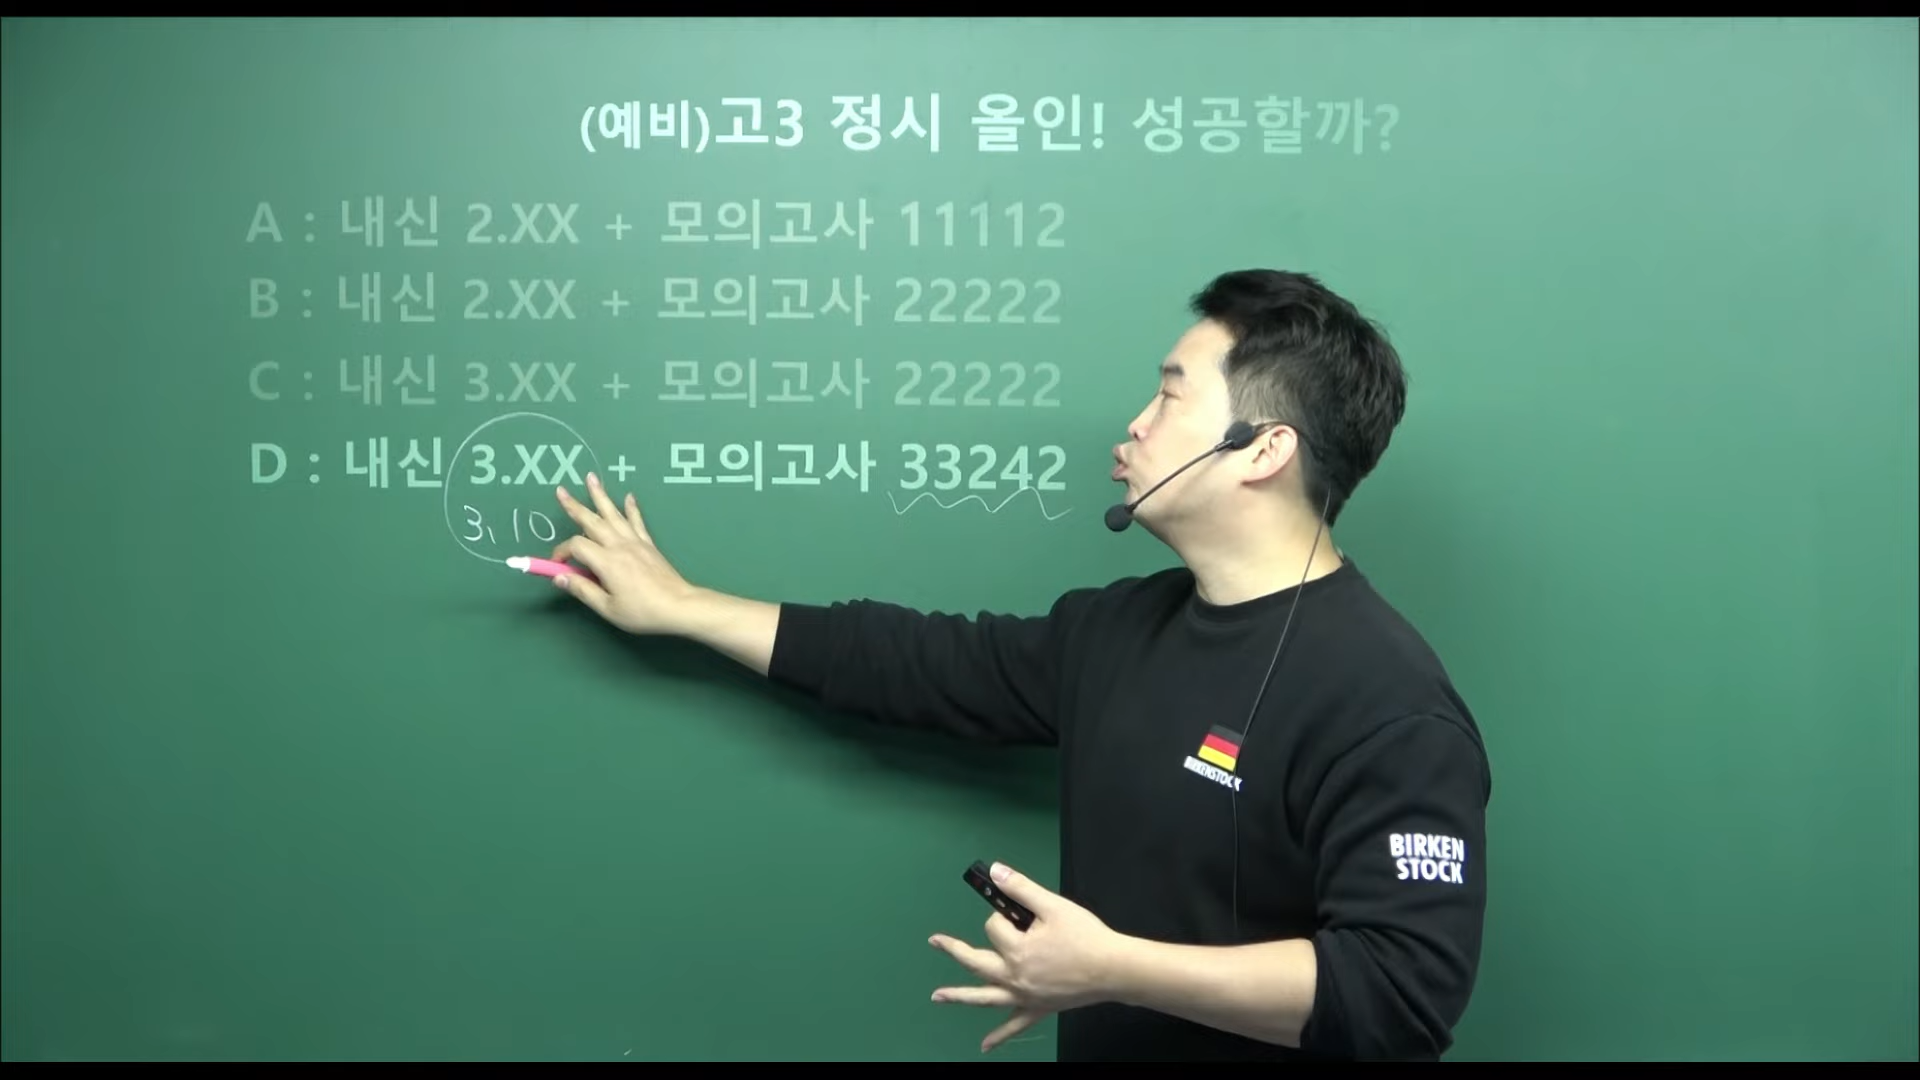 (예비)고3 정시 올인! 성공할까?
A : 내신 2.XX + 모의고사 11112
B : 내신 2.XX + 모의고사 22222
C : 내신 3.XX + 모의고사 22222
D : 내신 3.XX + 모의고사 33242
3.10
BIRKENSTOCK
BIRKEN
STOCK